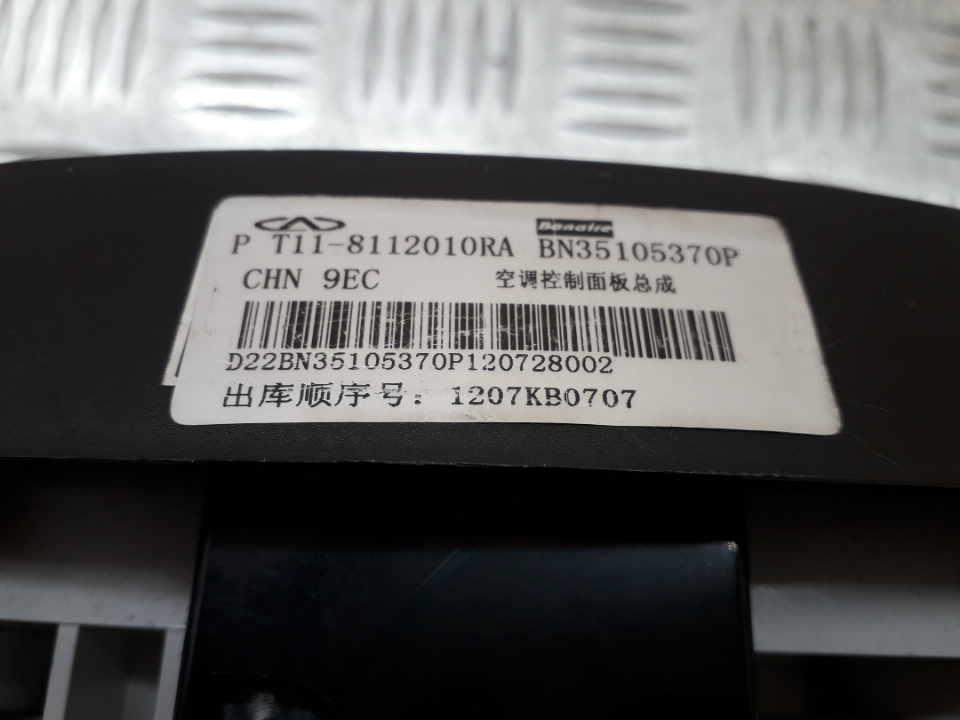 Bonaire
P T11-8112010RA BN35105370P
CHN 9EC 空调控制面板总成
D22BN35105370P120728002
出库顺序号: 1207KB0707